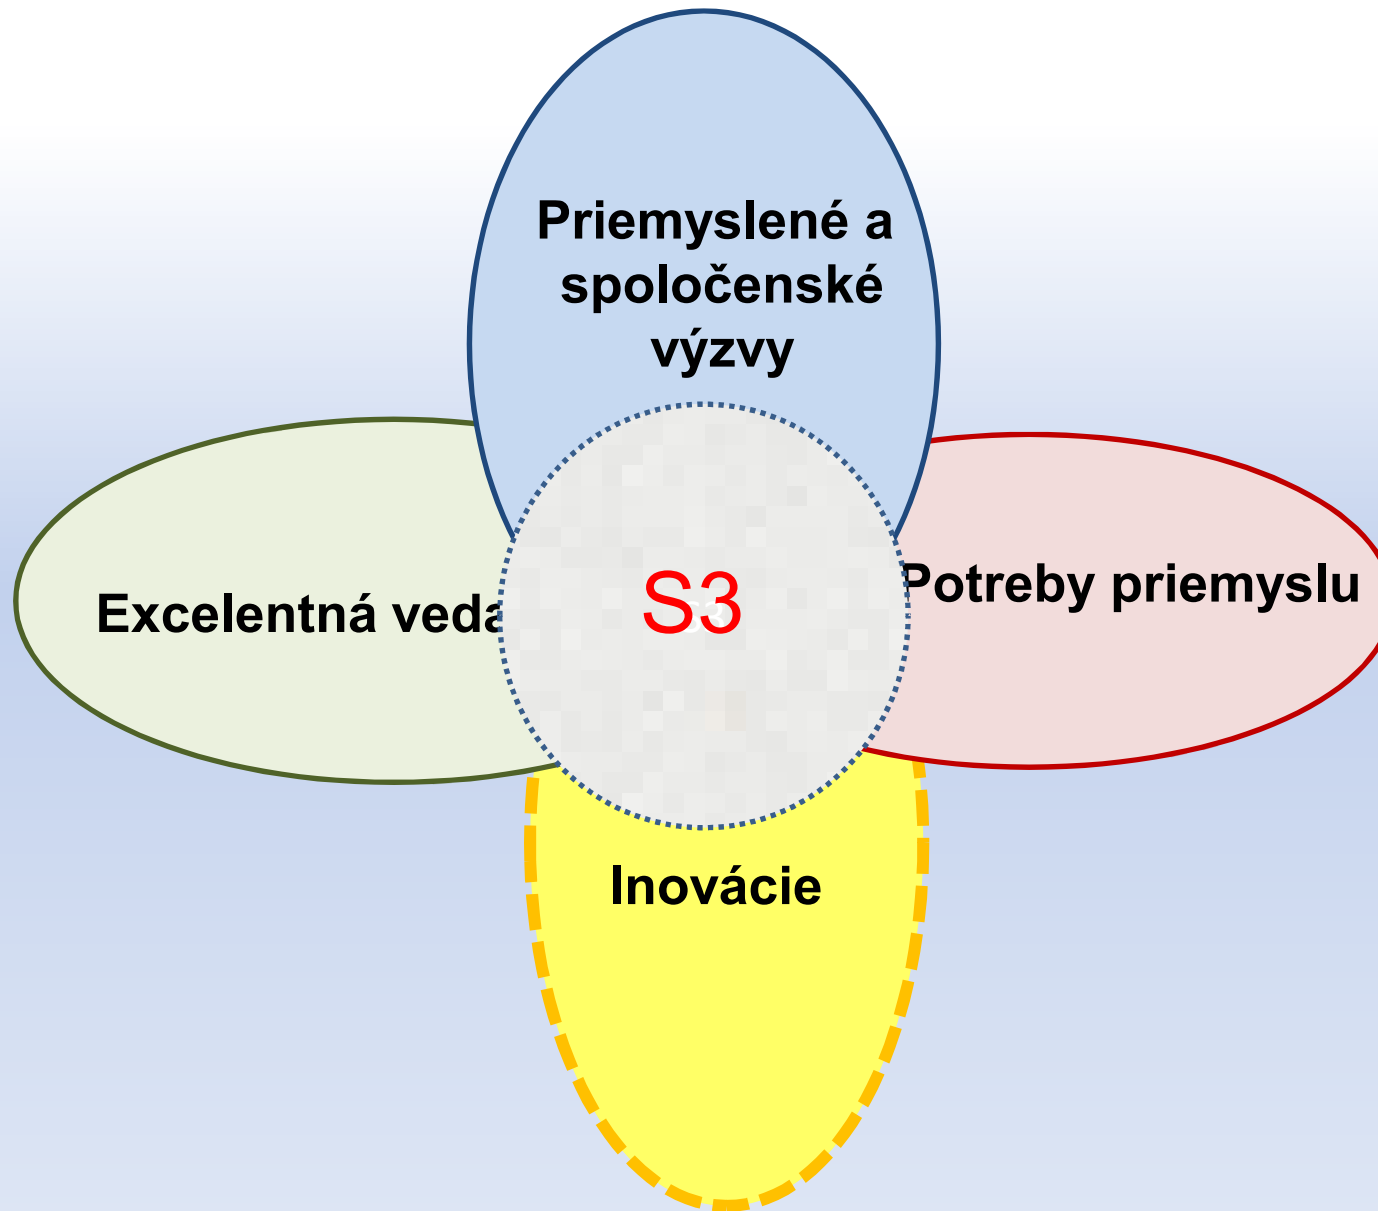 Priemyslené a
spoločenské
výzvy
Excelentná veda
S3
Potreby priemyslu
Inovácie